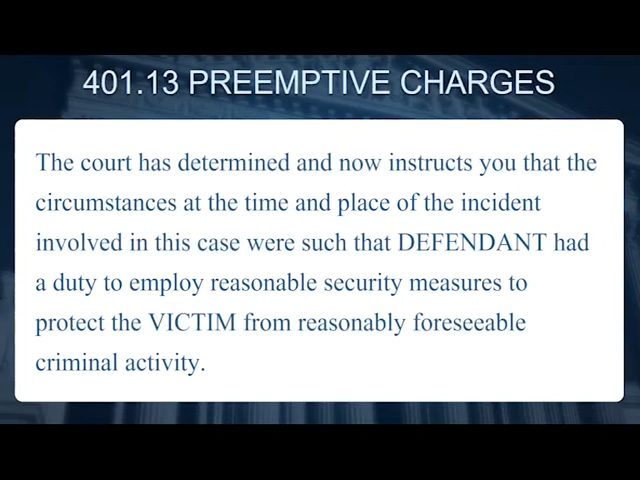 401.13 PREEMPTIVE CHARGES
The court has determined and now instructs you that the
circumstances at the time and place of the incident
involved in this case were such that DEFENDANT had
a duty to employ reasonable security measures to
protect the VICTIM from reasonably foreseeable
criminal activity.